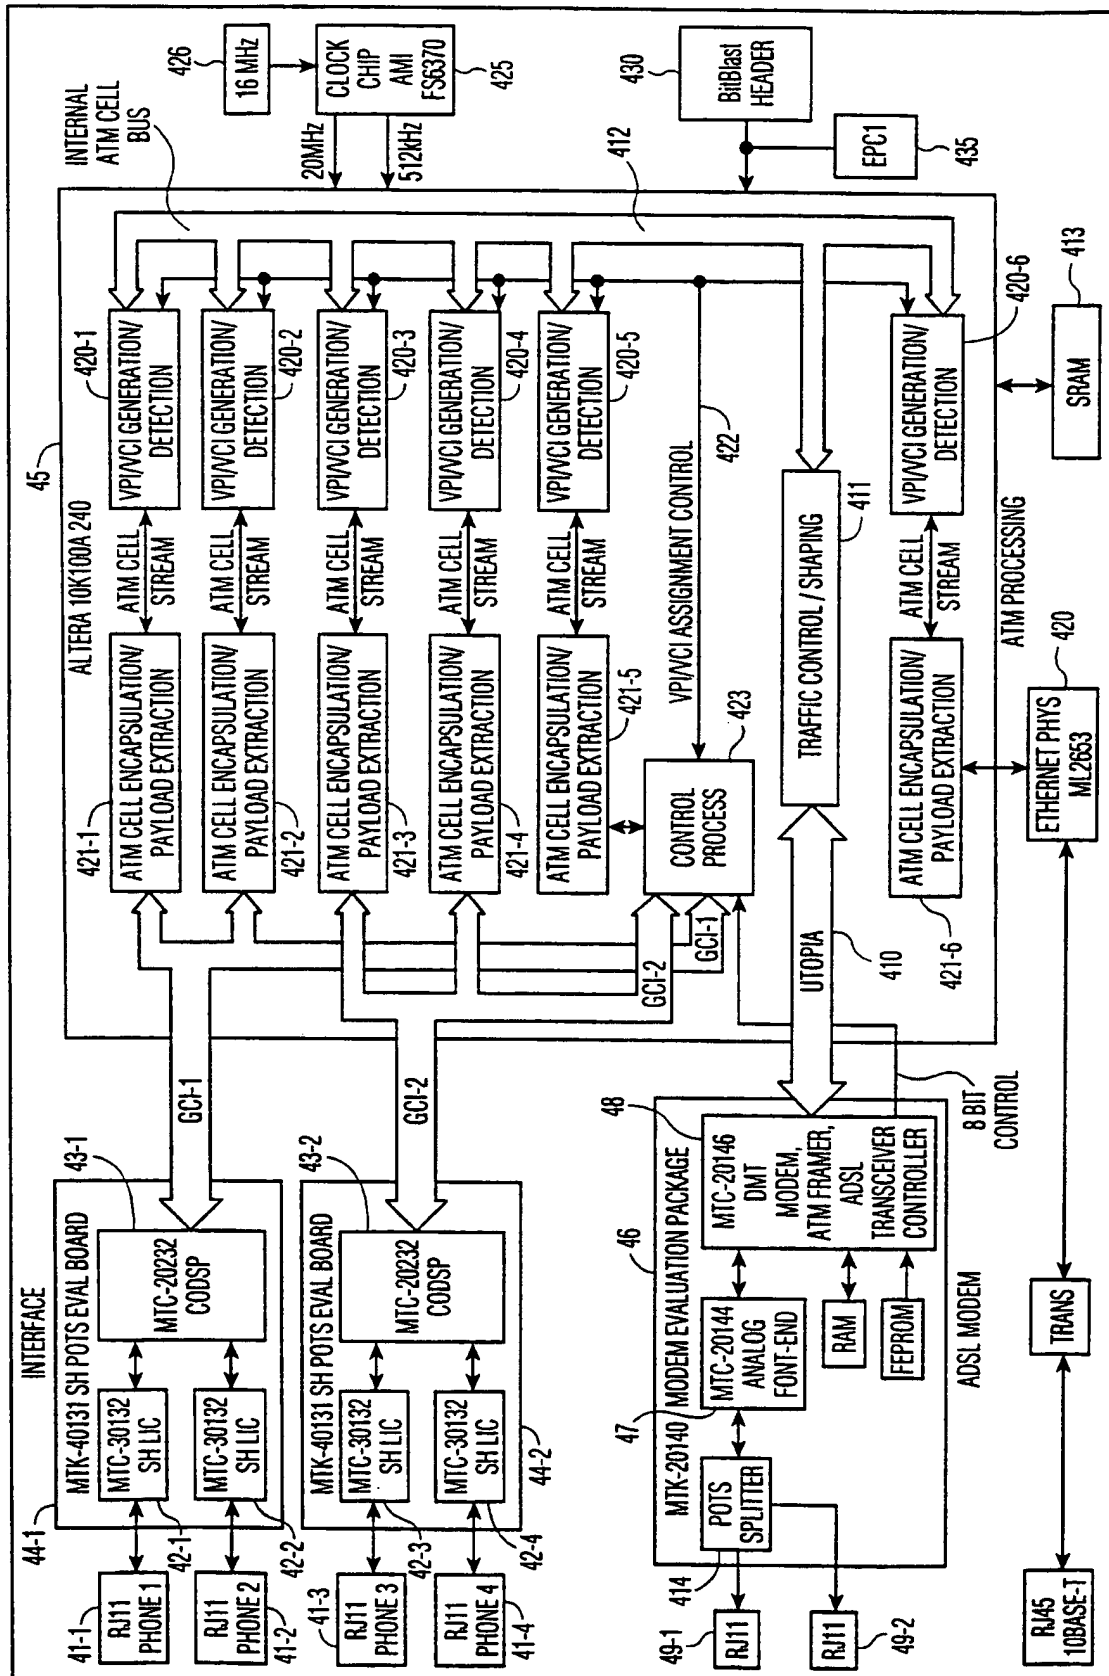 INTERFACE
44-1
MTK-40131 SH POTS EVAL BOARD
41-1
RJ11
PHONE 1
MTC-30132
SH LIC
42-1
RJ11
PHONE 2
41-2
MTC-30132
SH LIC
42-2
MTC-20232
CODSP
43-1
GCI-1
MTK-40131 SH POTS EVAL BOARD
41-3
RJ11
PHONE 3
MTC-30132
SH LIC
42-3
RJ11
PHONE 4
41-4
MTC-30132
SH LIC
42-4
44-2
MTC-20232
CODSP
43-2
GCI-2
46
MTK-20140 MODEM EVALUATION PACKAGE
49-1
RJ11
414
POTS
SPLITTER
RJ11
49-2
47
MTC-20144
ANALOG
FONT-END
RAM
FEPROM
48
MTC-20146
DMT
MODEM,
ATM FRAMER,
ADSL
TRANSCEIVER
CONTROLLER
ADSL MODEM
8 BIT
CONTROL
RJ45
10BASE-T
TRANS
ETHERNET PHYS
ML2653
420
45
ALTERA 10K100A 240
421-1
ATM CELL ENCAPSULATION/
PAYLOAD EXTRACTION
ATM CELL
STREAM
VPI/VCI GENERATION/
DETECTION
420-1
ATM CELL ENCAPSULATION/
PAYLOAD EXTRACTION
421-2
ATM CELL
STREAM
VPI/VCI GENERATION/
DETECTION
420-2
ATM CELL ENCAPSULATION/
PAYLOAD EXTRACTION
421-3
ATM CELL
STREAM
VPI/VCI GENERATION/
DETECTION
420-3
ATM CELL ENCAPSULATION/
PAYLOAD EXTRACTION
421-4
ATM CELL
STREAM
VPI/VCI GENERATION/
DETECTION
420-4
ATM CELL ENCAPSULATION/
PAYLOAD EXTRACTION
421-5
ATM CELL
STREAM
VPI/VCI GENERATION/
DETECTION
420-5
GCI-2
GCI-1
CONTROL
PROCESS
423
VPI/VCI ASSIGNMENT CONTROL
422
UTOPIA
410
TRAFFIC CONTROL / SHAPING
411
412
421-6
ATM CELL ENCAPSULATION/
PAYLOAD EXTRACTION
ATM CELL
STREAM
VPI/VCI GENERATION/
DETECTION
420-6
ATM PROCESSING
INTERNAL
ATM CELL
BUS
426
16 MHz
CLOCK
CHIP
AMI
FS6370
425
20MHz
512kHz
430
BitBlast
HEADER
EPC1
435
SRAM
413